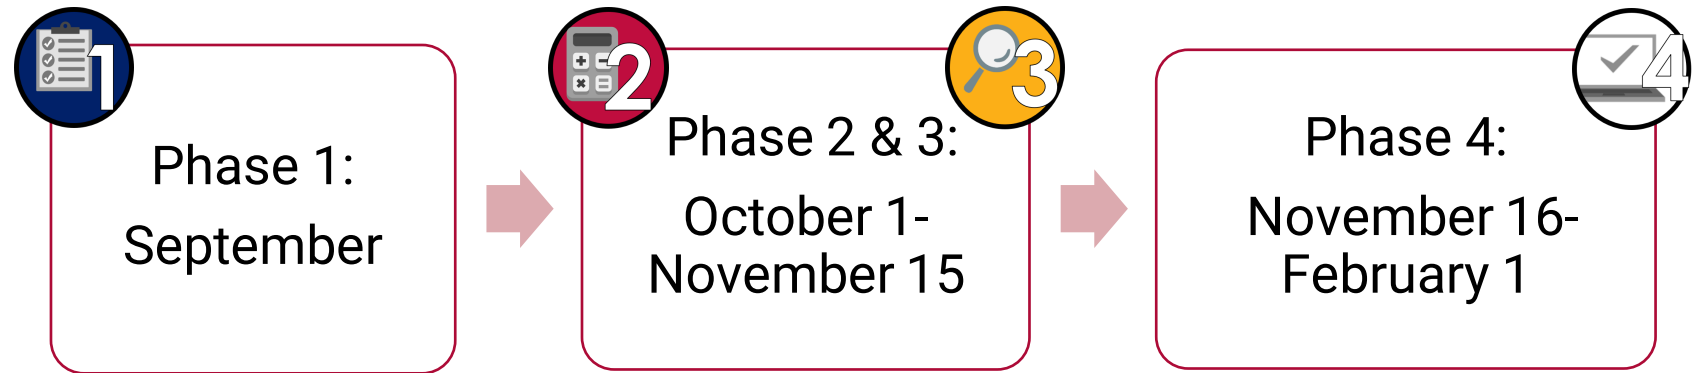 1
Phase 1:
September
2
3
Phase 2 & 3:
October 1-
November 15
4
Phase 4:
November 16-
February 1